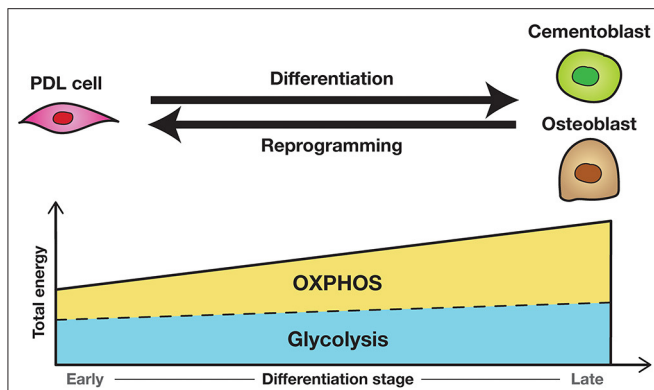 Cementoblast
PDL cell
Differentiation
Osteoblast
Reprogramming
Total energy
OXPHOS
Glycolysis
Early
Differentiation stage
Late